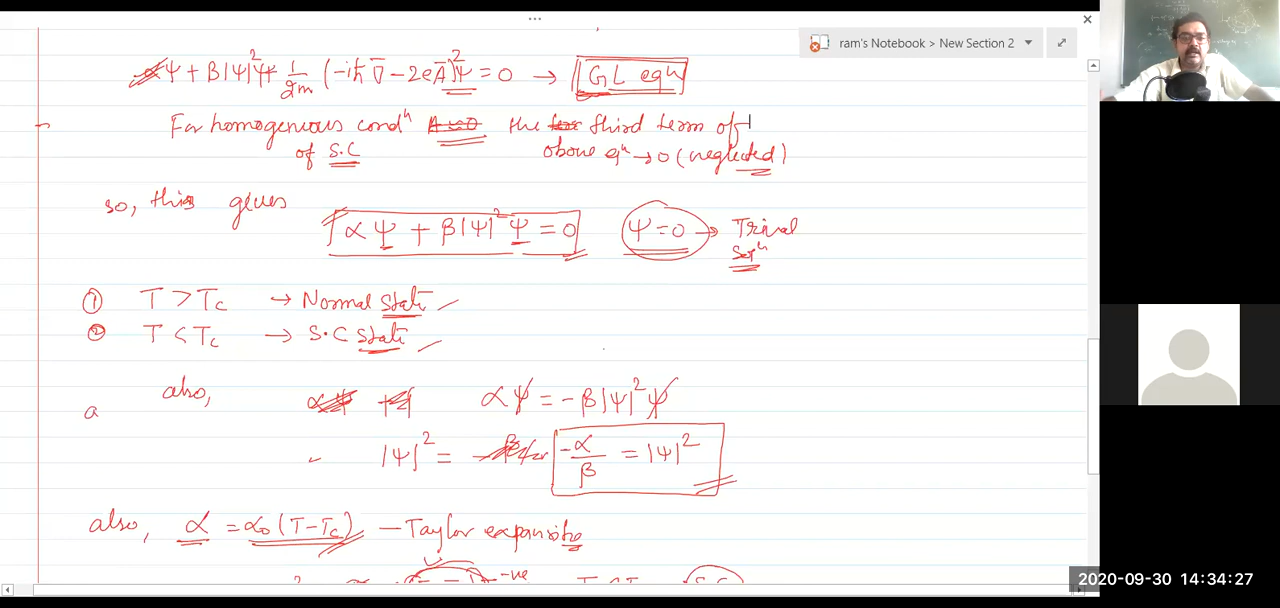 ram's Notebook > New Section 2
αΨ + β|Ψ|²Ψ + 1/2m (-iħ∇ - 2eA)²Ψ = 0 → GL eqⁿ
For homogenious condⁿ the third term of
of S.C above eqⁿ → 0 (neglected)
so, this gives
αΨ + β|Ψ|²Ψ = 0 Ψ = 0 → Trival
Solⁿ
① T > Tc → Normal State
② T < Tc → S.C State
also,
a αΨ = -β|Ψ|²Ψ
|Ψ|² = -α/β = |Ψ|²
also, α = α₀ (T - Tc) - Taylor expansion
-ve
2020-09-30 14:34:27